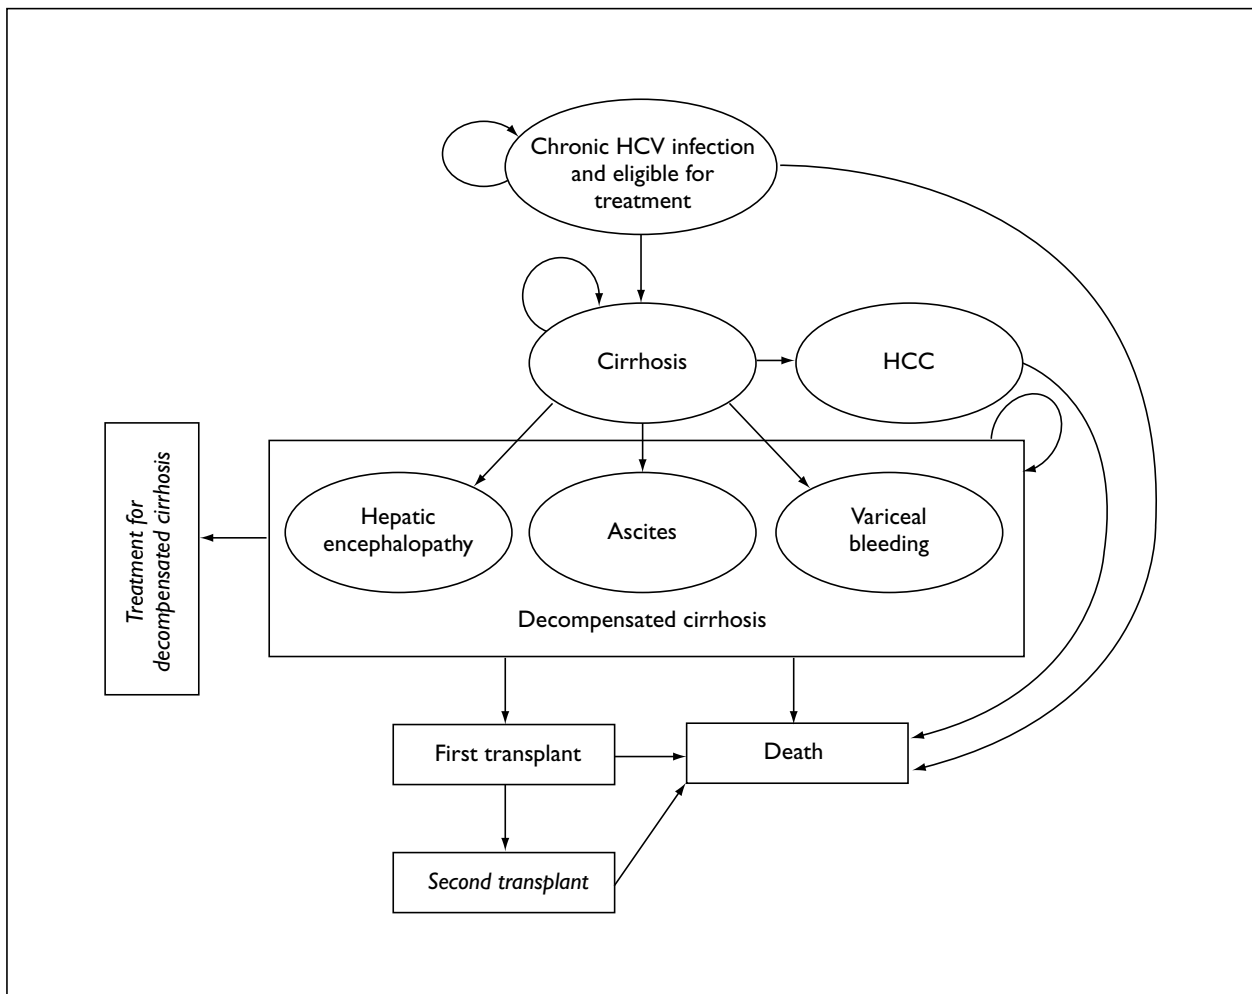 Chronic HCV infection
and eligible for
treatment
Cirrhosis
HCC
Treatment for
decompensated cirrhosis
Hepatic
encephalopathy
Ascites
Variceal
bleeding
Decompensated cirrhosis
First transplant
Death
Second transplant